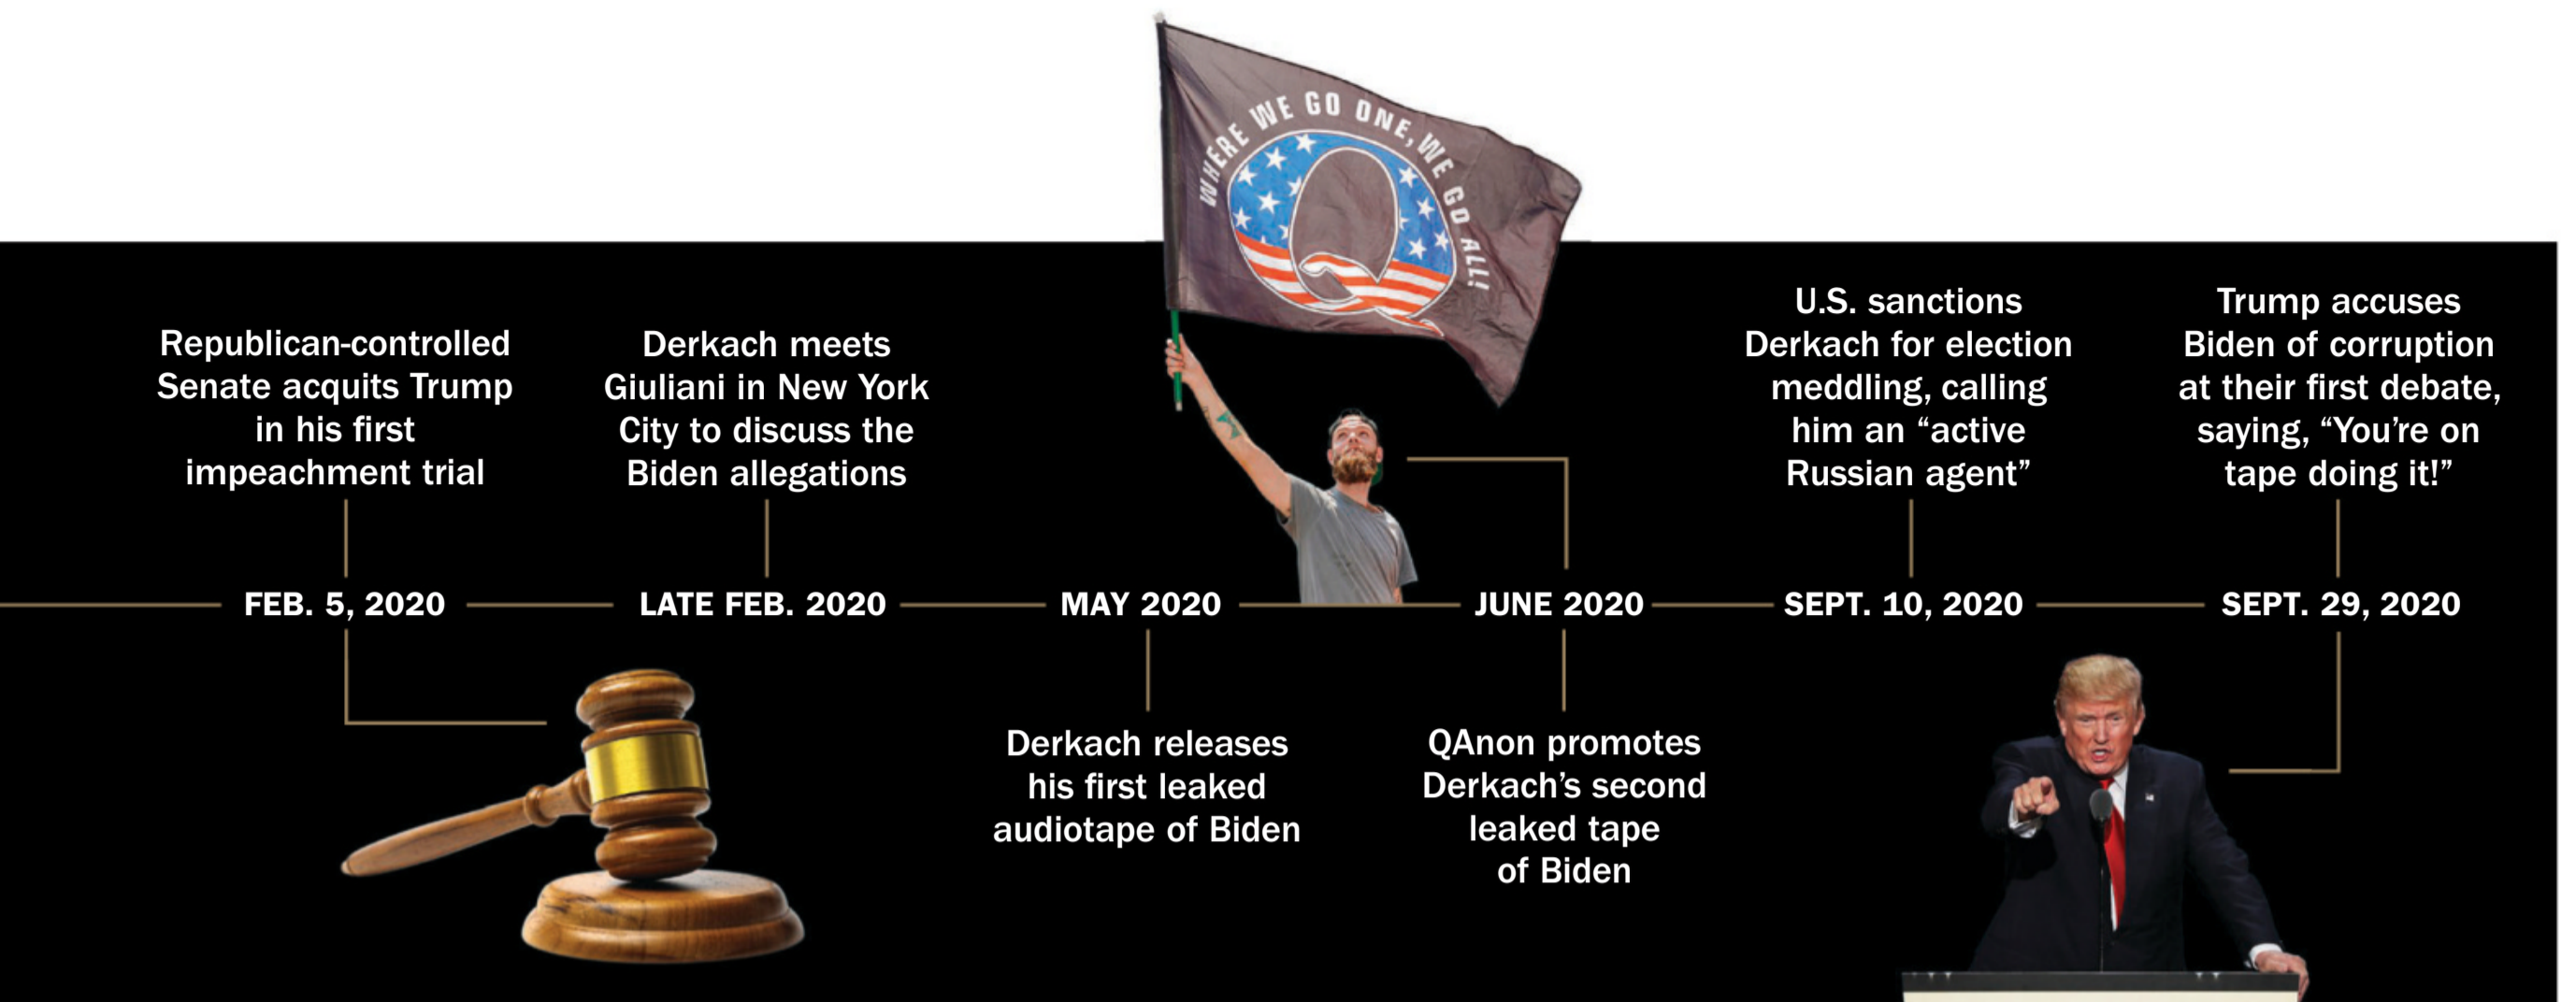 WHERE WE GO ONE, WE GO ALL!
Q
Republican-controlled
Senate acquits Trump
in his first
impeachment trial
FEB. 5, 2020
Derkach meets
Giuliani in New York
City to discuss the
Biden allegations
LATE FEB. 2020
MAY 2020
Derkach releases
his first leaked
audiotape of Biden
JUNE 2020
QAnon promotes
Derkach’s second
leaked tape
of Biden
U.S. sanctions
Derkach for election
meddling, calling
him an “active
Russian agent”
SEPT. 10, 2020
Trump accuses
Biden of corruption
at their first debate,
saying, “You’re on
tape doing it!”
SEPT. 29, 2020